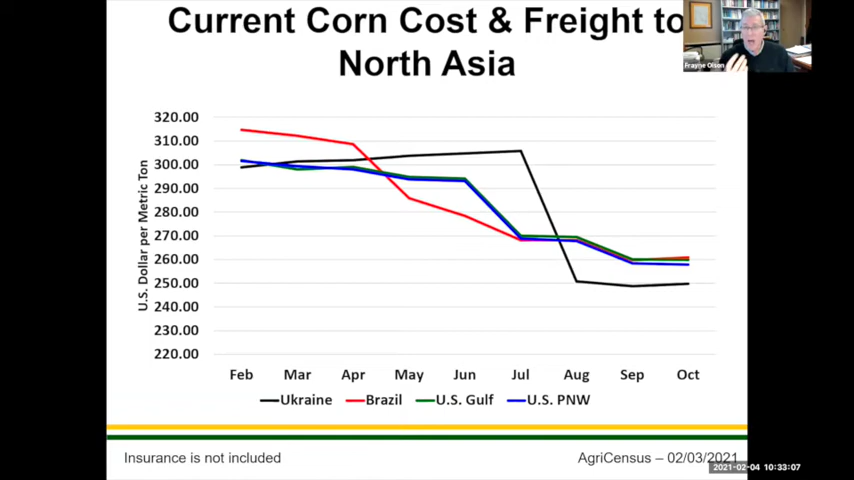 Current Corn Cost & Freight to
North Asia
Frayne Olson
U.S. Dollar per Metric Ton
320.00
310.00
300.00
290.00
280.00
270.00
260.00
250.00
240.00
230.00
220.00
Feb Mar Apr May Jun Jul Aug Sep Oct
Ukraine Brazil U.S. Gulf U.S. PNW
Insurance is not included
AgriCensus – 02/03/2021
2021-02-04 10:33:07